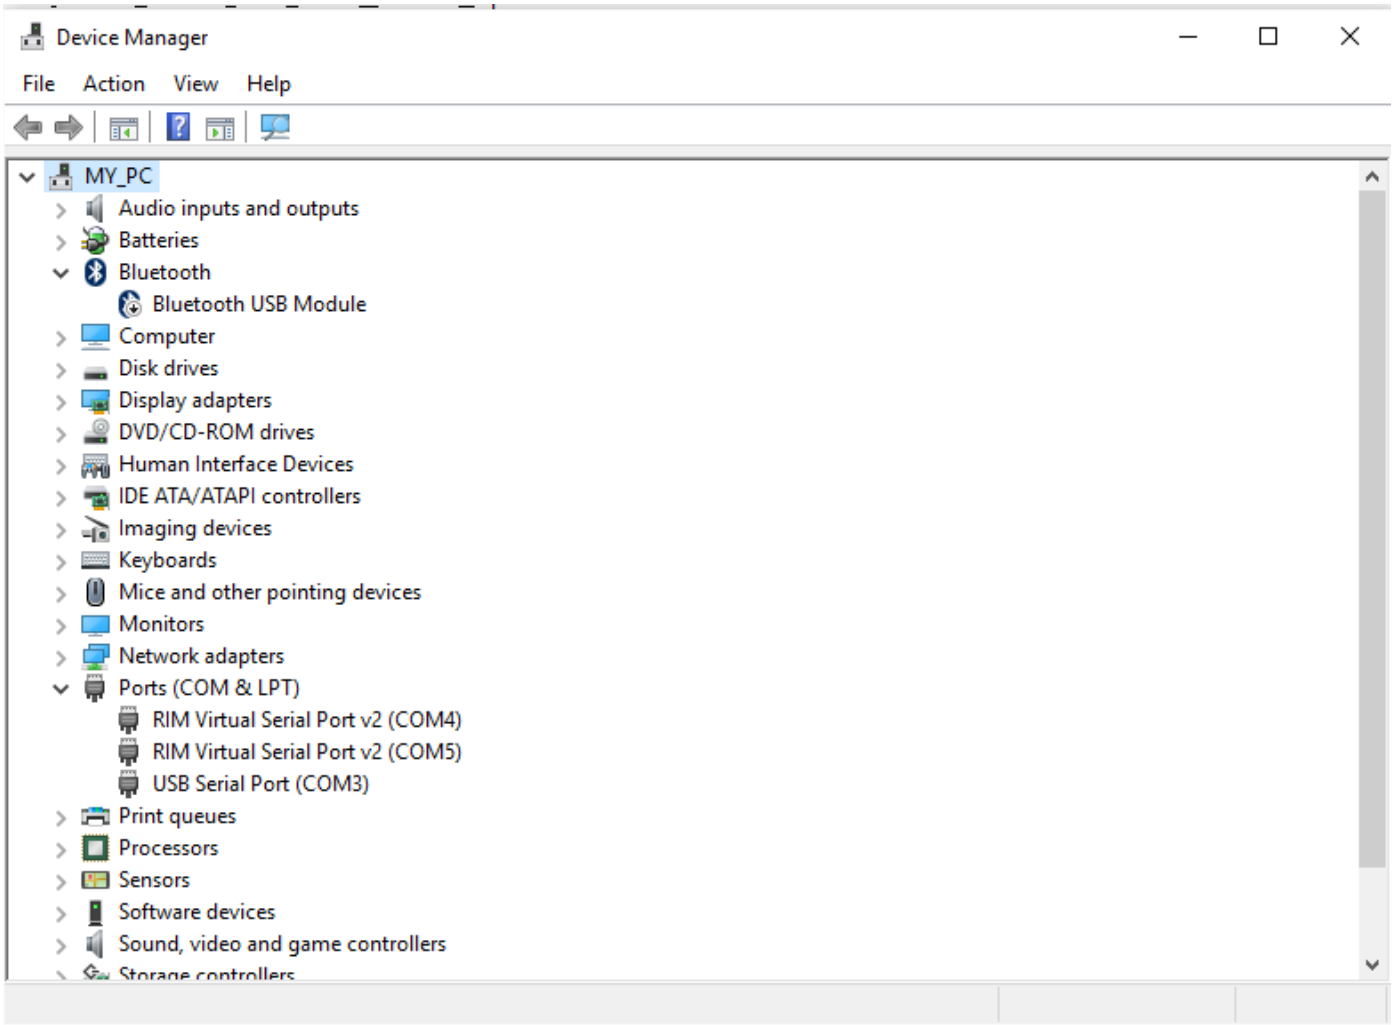 Device Manager
File Action View Help
MY_PC
Audio inputs and outputs
Batteries
Bluetooth
Bluetooth USB Module
Computer
Disk drives
Display adapters
DVD/CD-ROM drives
Human Interface Devices
IDE ATA/ATAPI controllers
Imaging devices
Keyboards
Mice and other pointing devices
Monitors
Network adapters
Ports (COM & LPT)
RIM Virtual Serial Port v2 (COM4)
RIM Virtual Serial Port v2 (COM5)
USB Serial Port (COM3)
Print queues
Processors
Sensors
Software devices
Sound, video and game controllers
Storage controllers